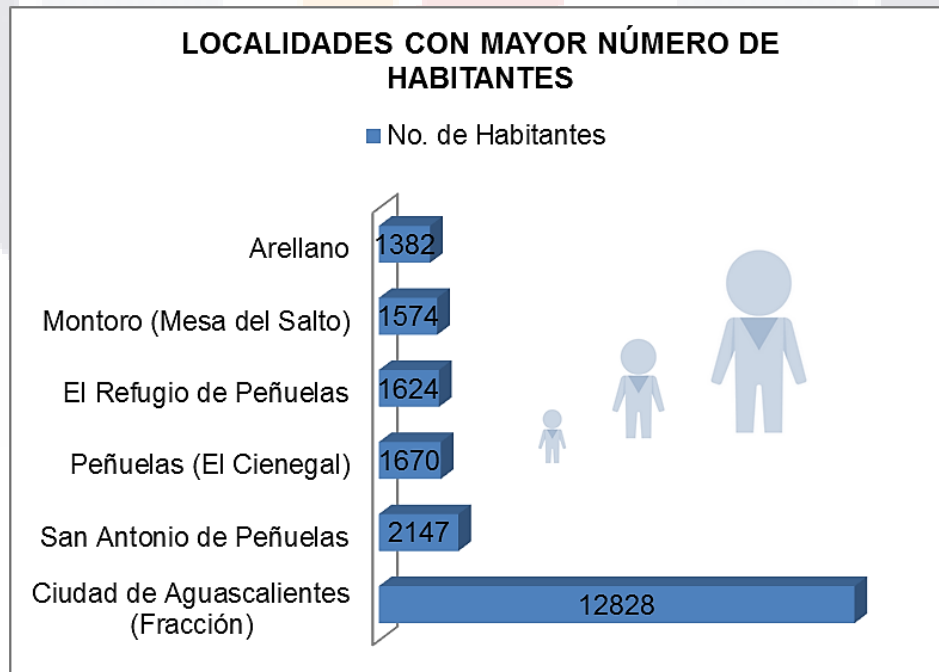 LOCALIDADES CON MAYOR NÚMERO DE
HABITANTES
No. de Habitantes
Arellano
1382
Montoro (Mesa del Salto)
1574
El Refugio de Peñuelas
1624
Peñuelas (El Cienegal)
1670
San Antonio de Peñuelas
2147
Ciudad de Aguascalientes
(Fracción)
12828